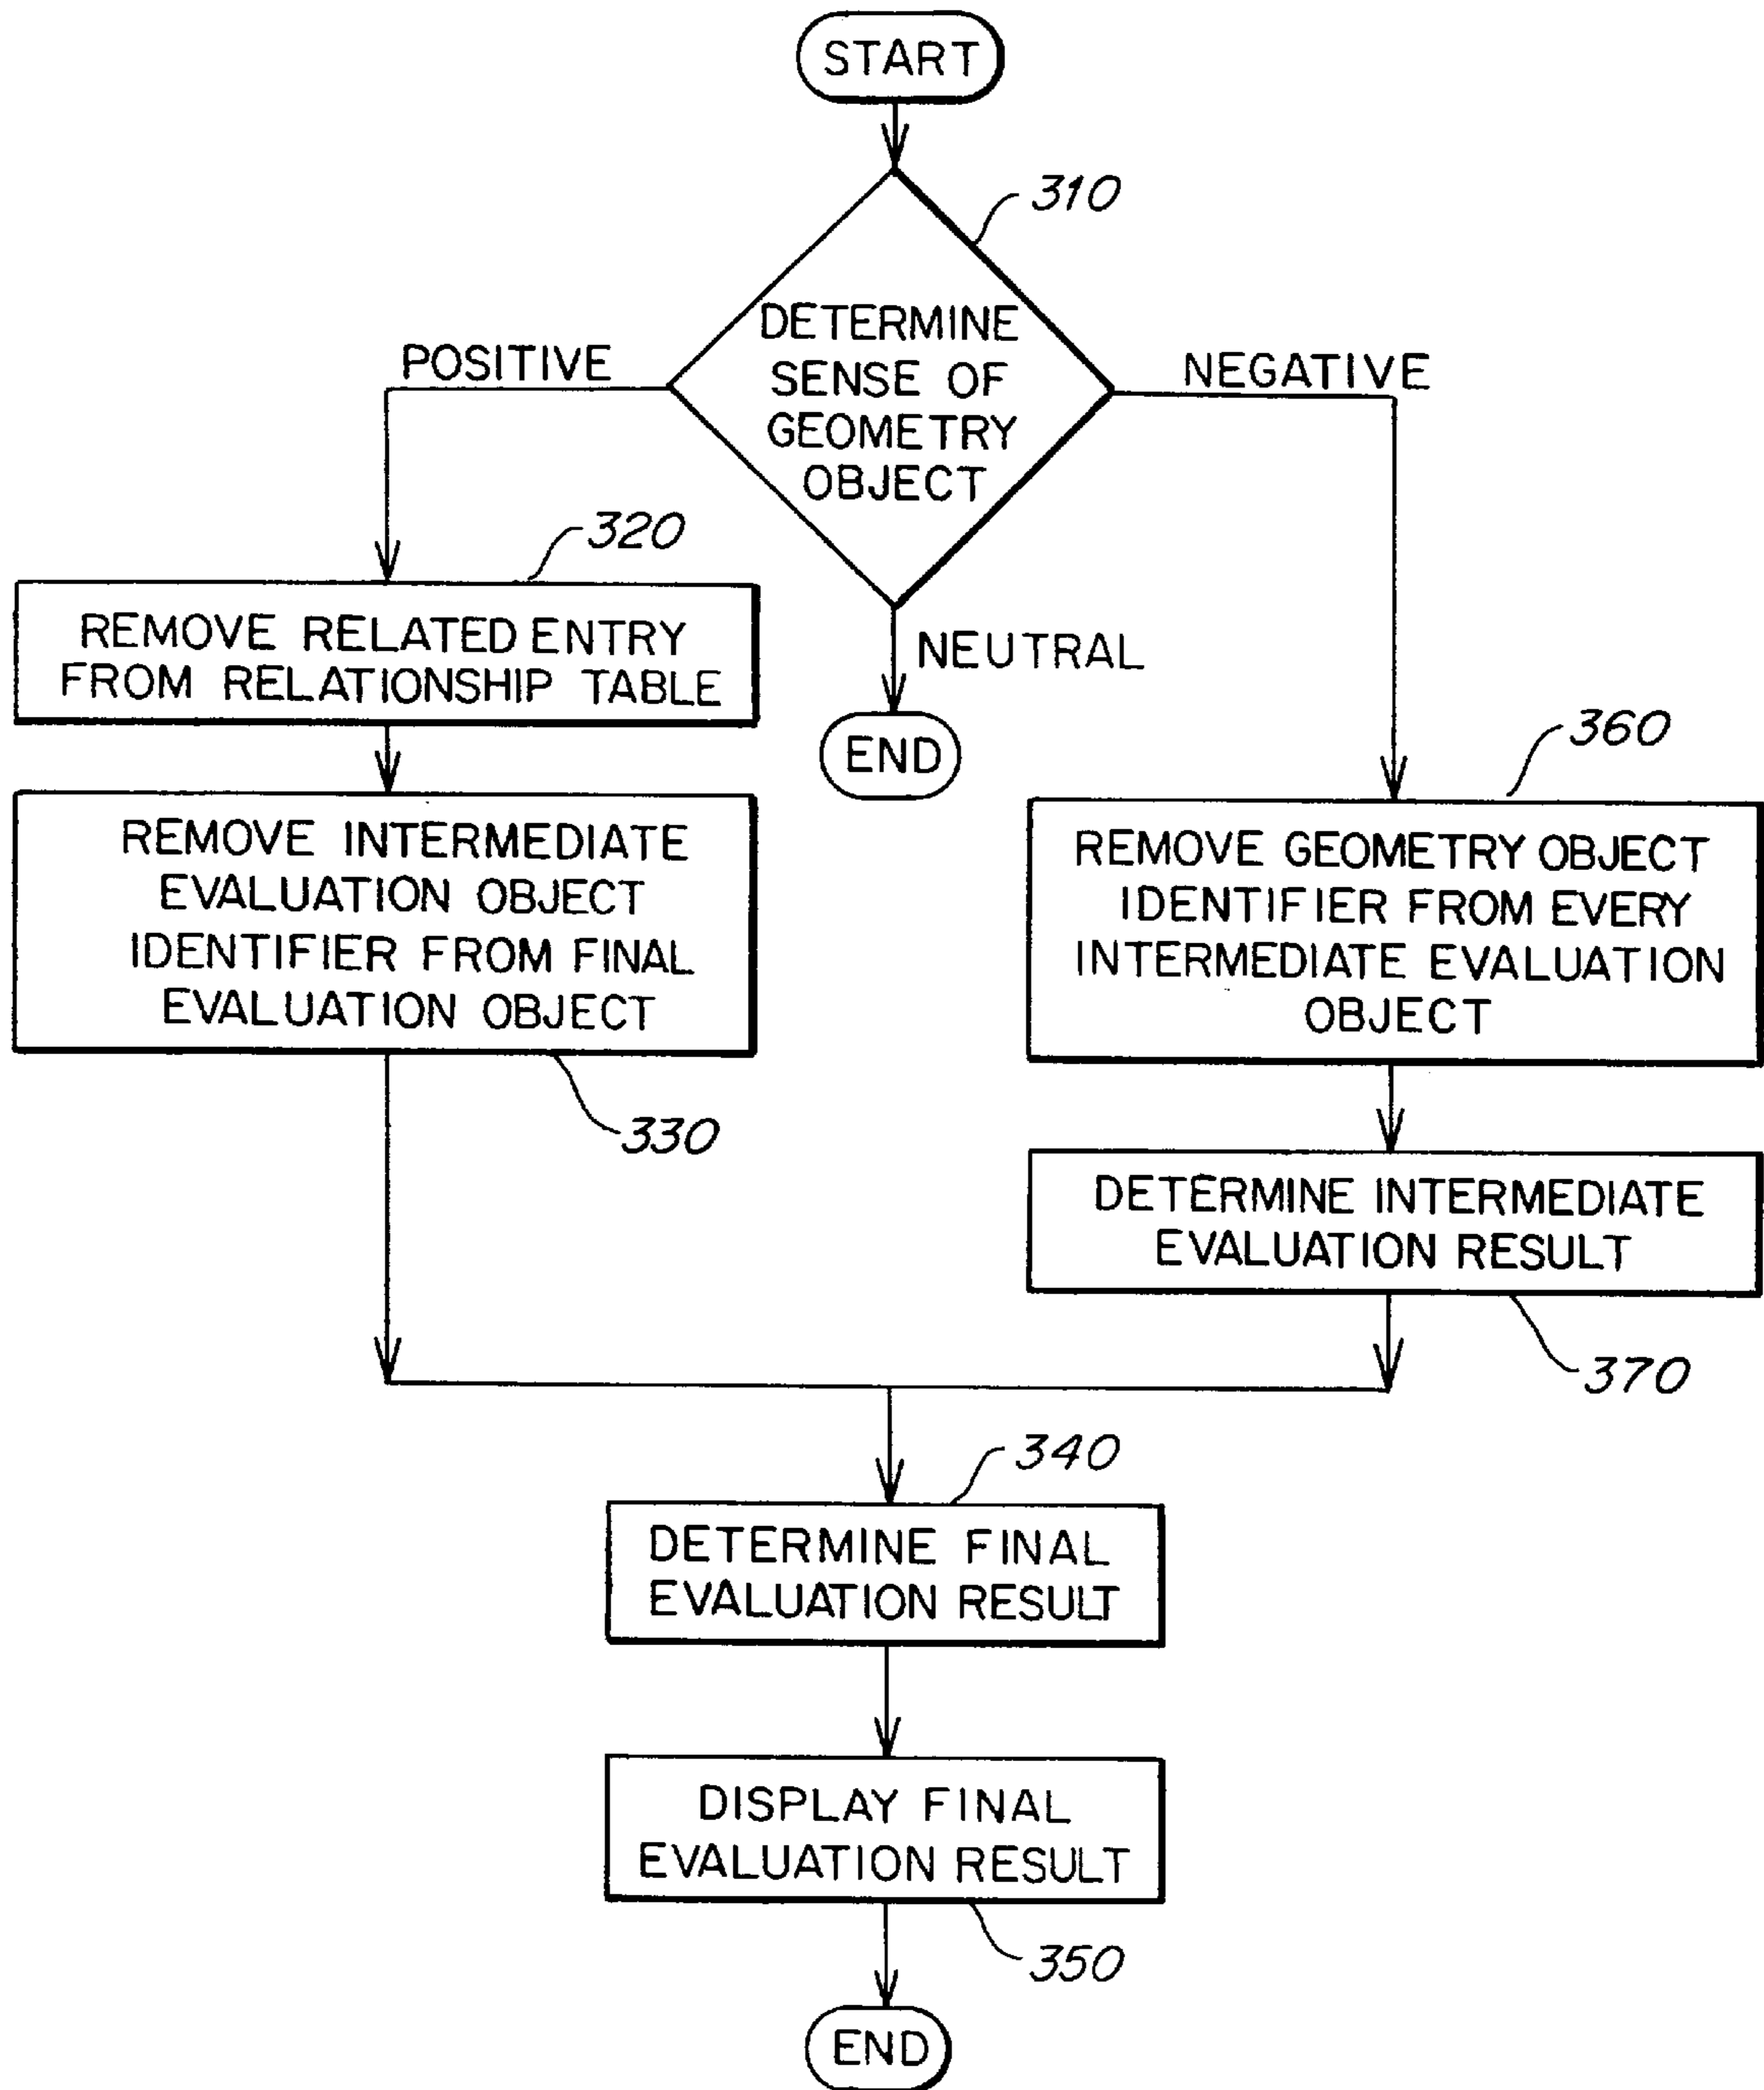 START
310
DETERMINE
SENSE OF
GEOMETRY
OBJECT
POSITIVE
NEGATIVE
NEUTRAL
END
320
REMOVE RELATED ENTRY
FROM RELATIONSHIP TABLE
REMOVE INTERMEDIATE
EVALUATION OBJECT
IDENTIFIER FROM FINAL
EVALUATION OBJECT
330
360
REMOVE GEOMETRY OBJECT
IDENTIFIER FROM EVERY
INTERMEDIATE EVALUATION
OBJECT
DETERMINE INTERMEDIATE
EVALUATION RESULT
370
340
DETERMINE FINAL
EVALUATION RESULT
DISPLAY FINAL
EVALUATION RESULT
350
END